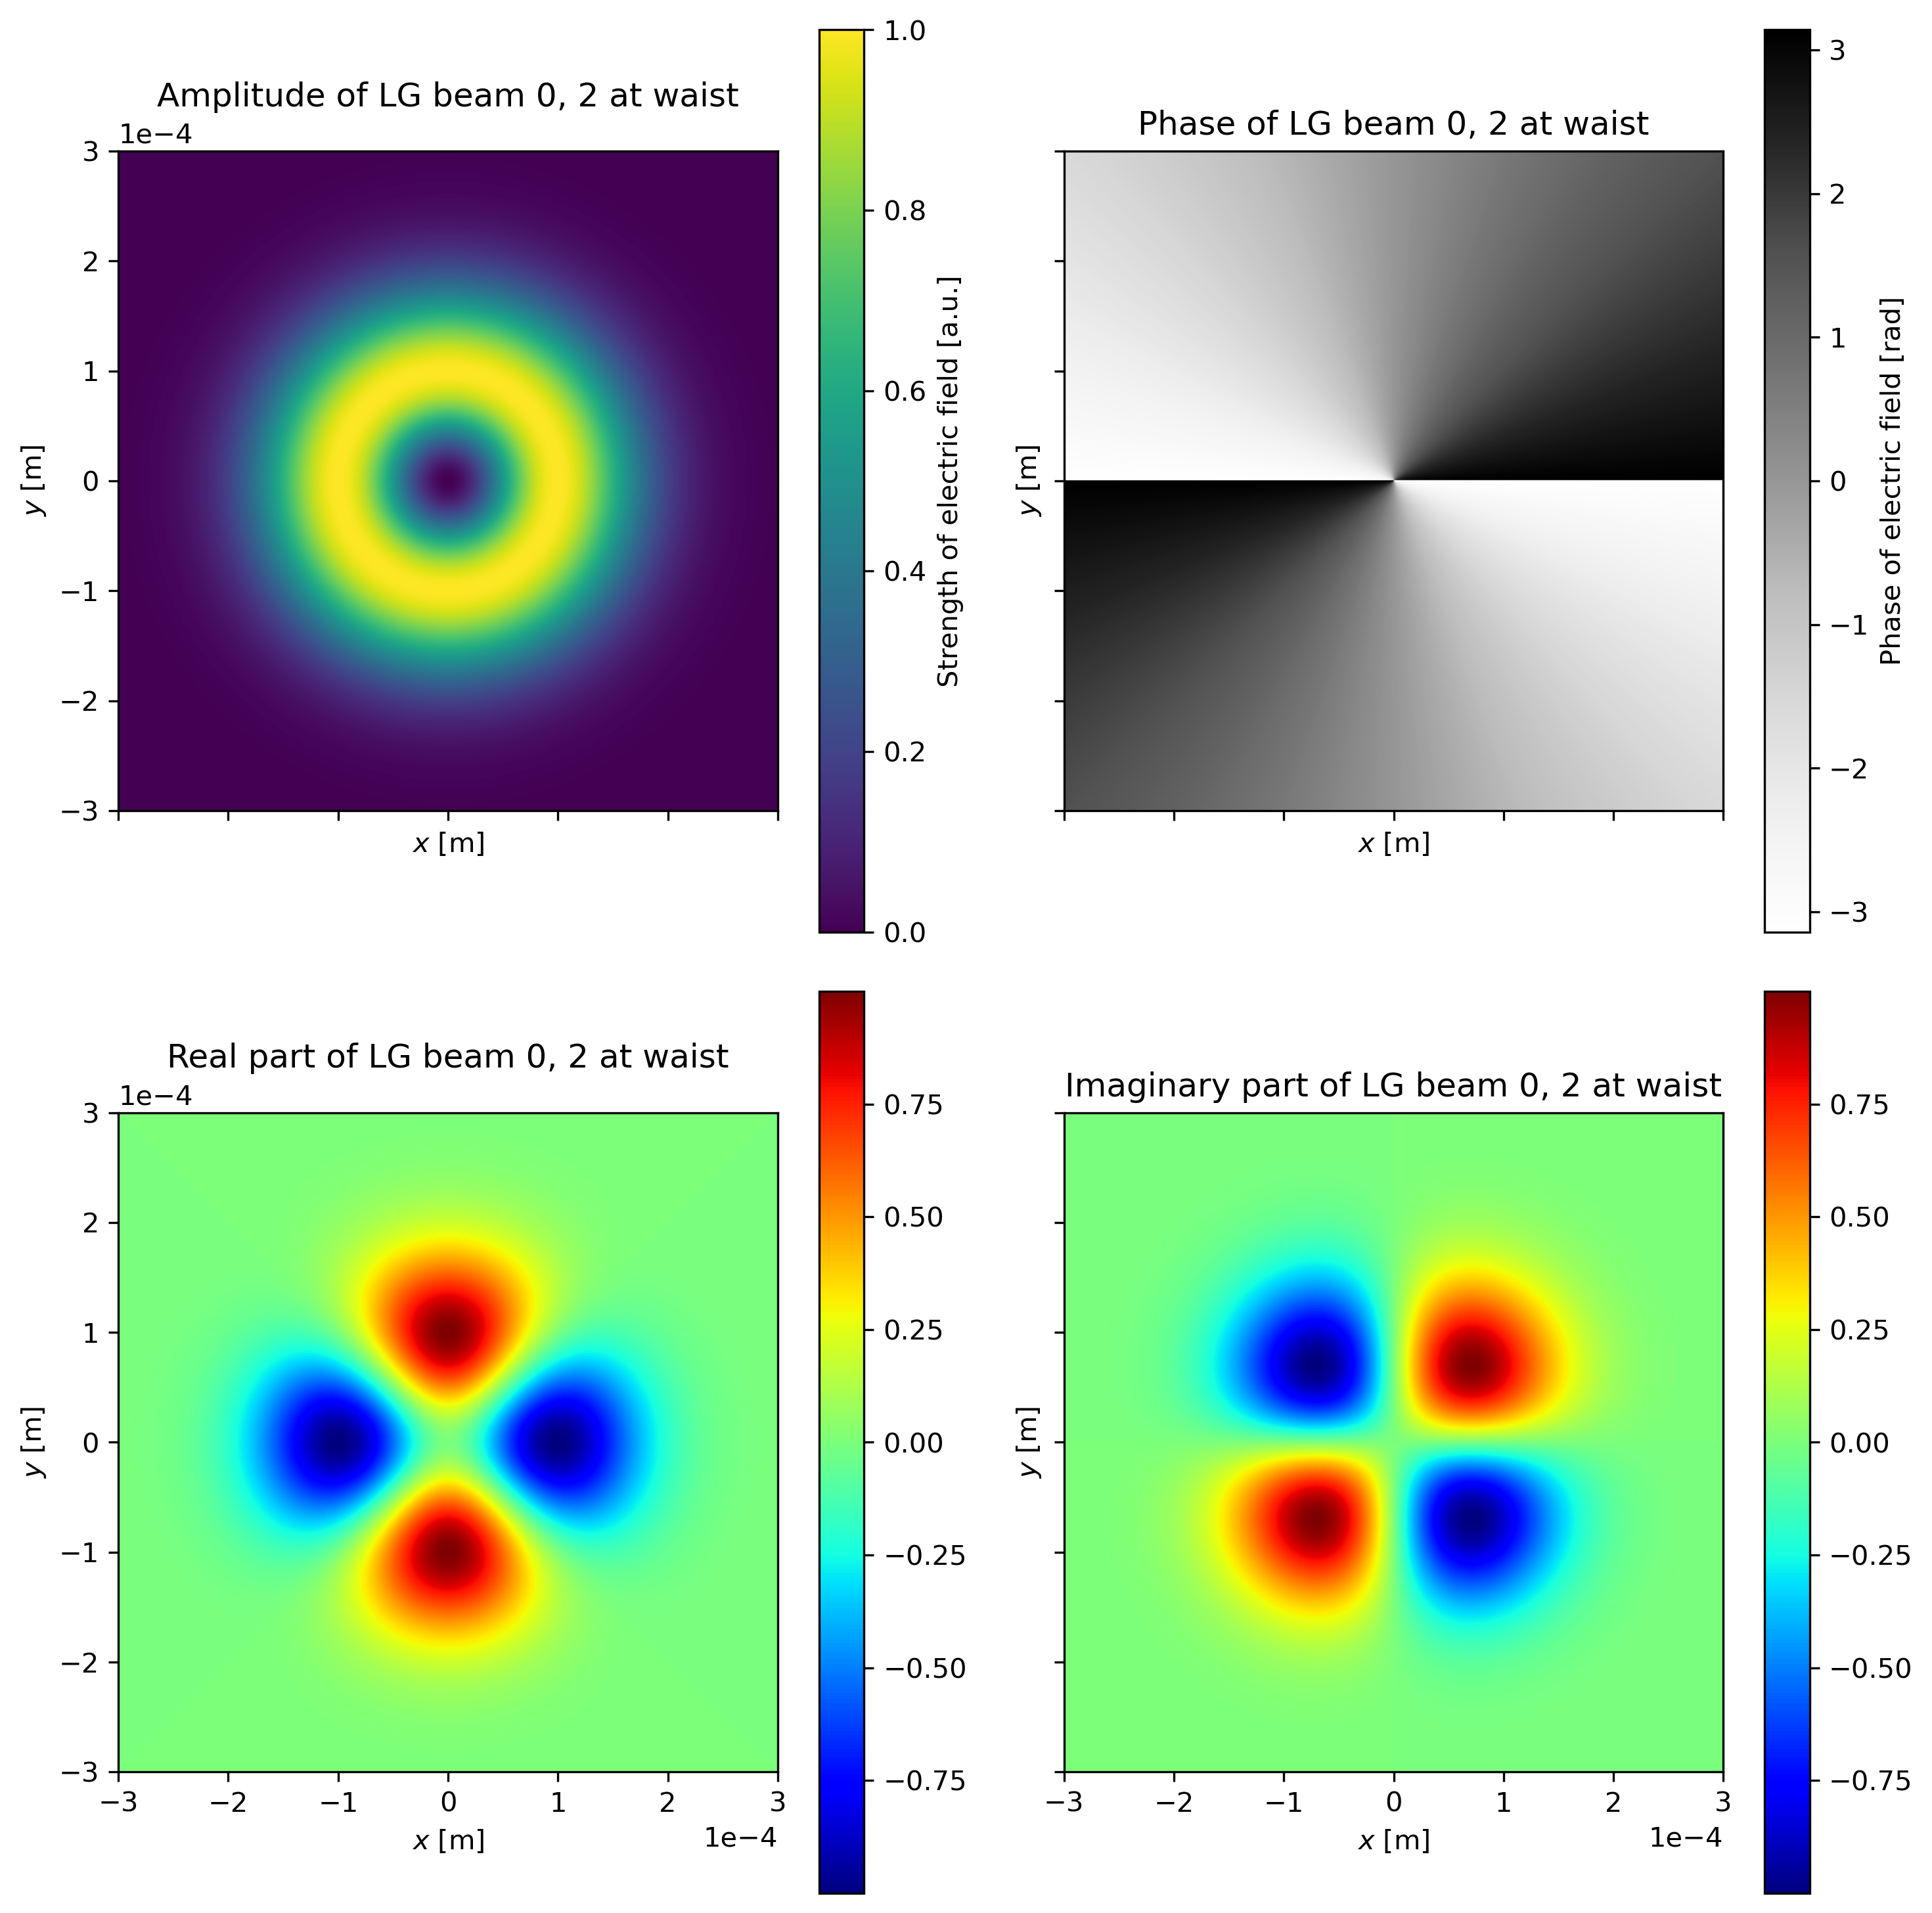 Amplitude of LG beam 0, 2 at waist
1e−4
3
2
1
0
−1
−2
−3
y [m]
x [m]
1.0
0.8
0.6
0.4
0.2
0.0
Strength of electric field [a.u.]
Phase of LG beam 0, 2 at waist
y [m]
x [m]
3
2
1
0
−1
−2
−3
Phase of electric field [rad]
Real part of LG beam 0, 2 at waist
1e−4
3
2
1
0
−1
−2
−3
y [m]
−3 −2 −1 0 1 2 3
x [m]
1e−4
0.75
0.50
0.25
0.00
−0.25
−0.50
−0.75
Imaginary part of LG beam 0, 2 at waist
y [m]
−3 −2 −1 0 1 2 3
x [m]
1e−4
0.75
0.50
0.25
0.00
−0.25
−0.50
−0.75